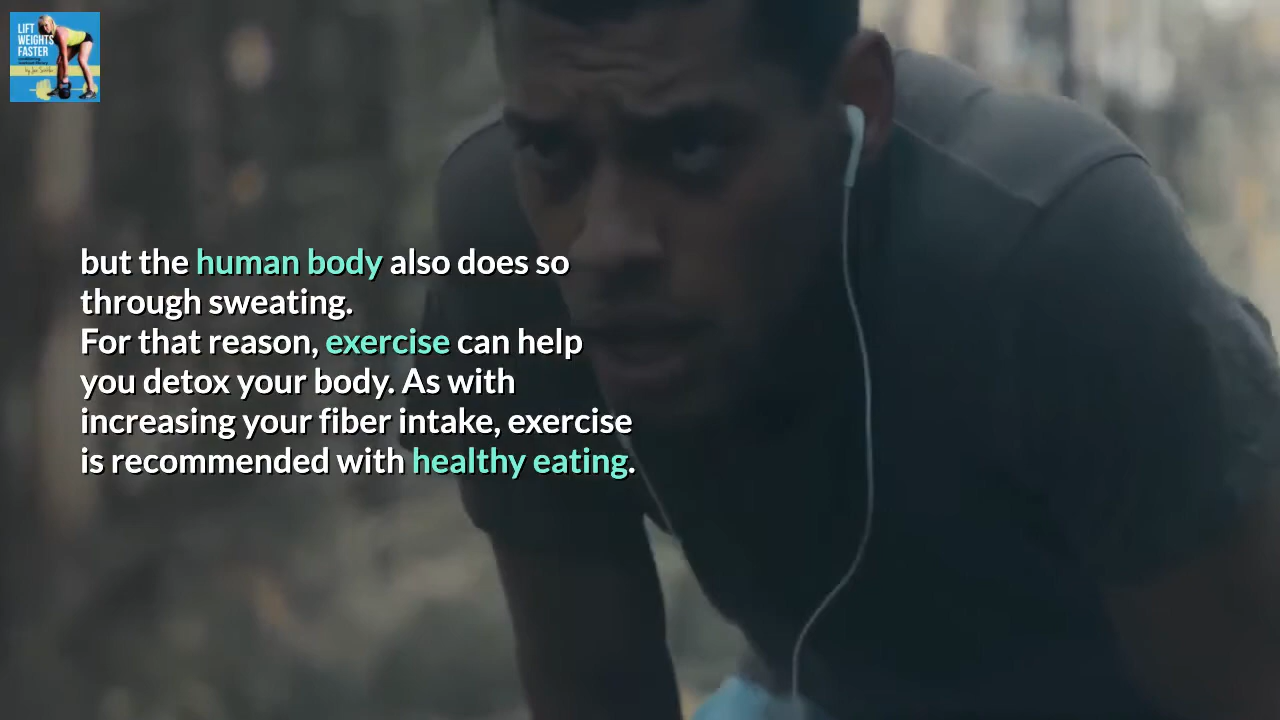 LIFT
WEIGHTS
FASTER
but the human body also does so
through sweating.
For that reason, exercise can help
you detox your body. As with
increasing your fiber intake, exercise
is recommended with healthy eating.